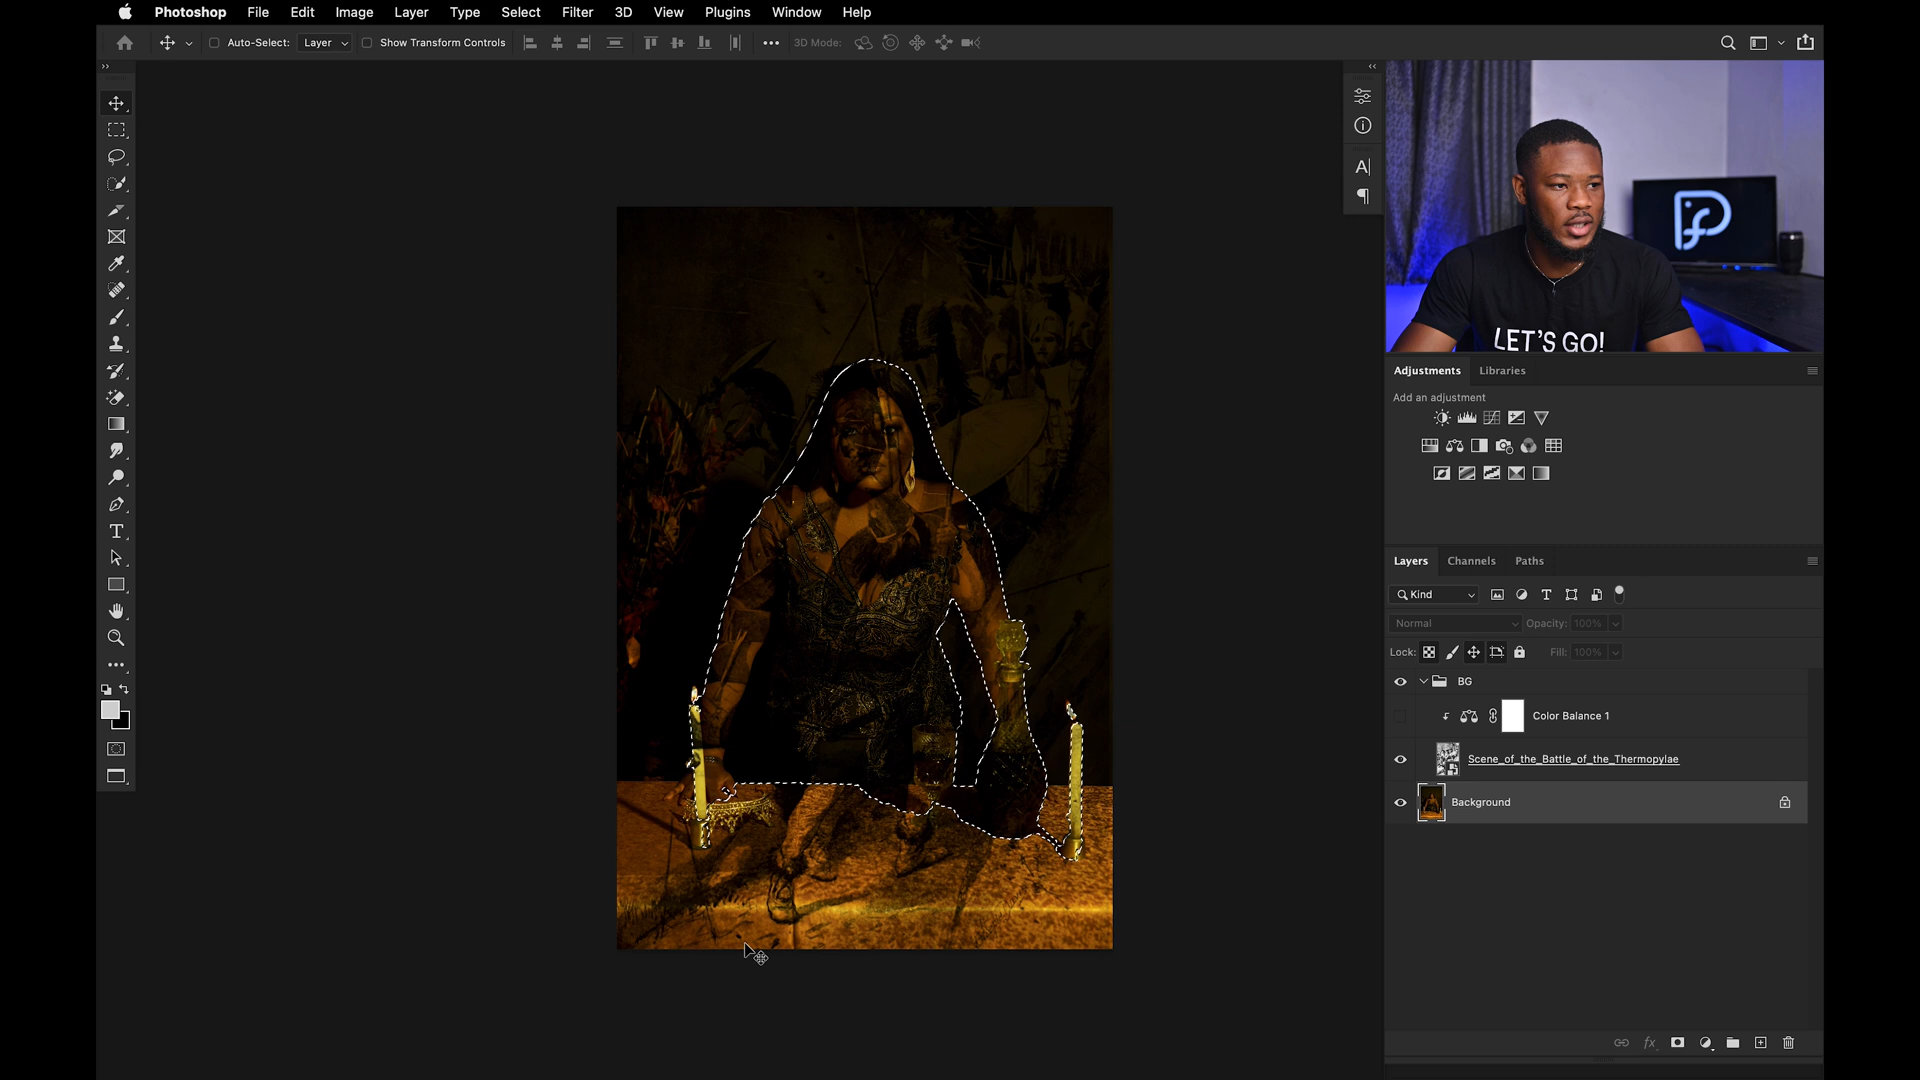 Photoshop File Edit Image Layer Type Select Filter 3D View Plugins Window Help
Auto-Select: Layer Show Transform Controls 3D Mode:
LET'S GO!
Adjustments Libraries
Add an adjustment
Layers Channels Paths
Kind
Normal Opacity: 100%
Lock: Fill: 100%
BG
Color Balance 1
Scene_of_the_Battle_of_the_Thermopylae
Background